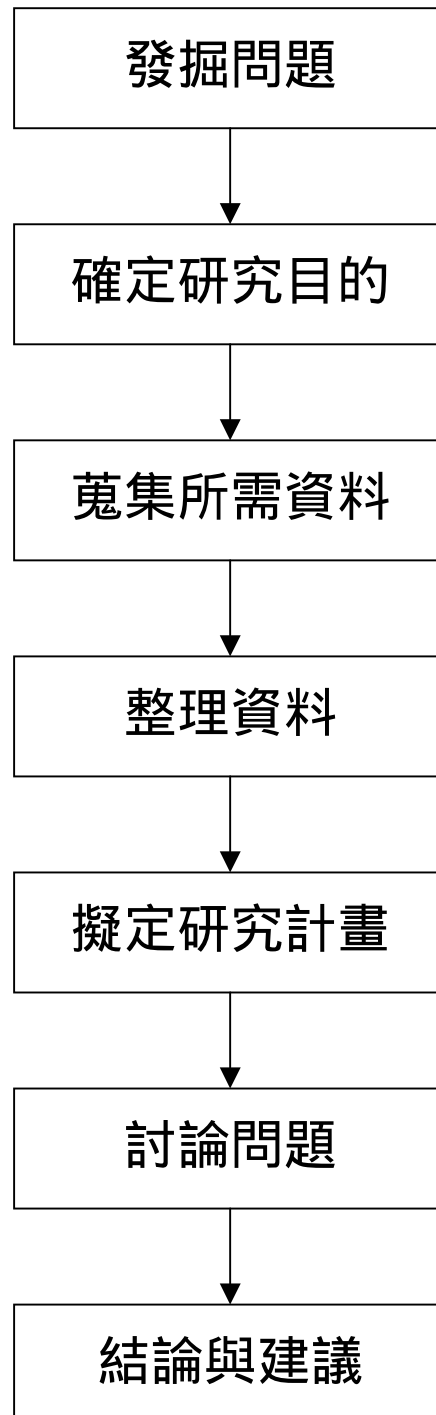 發掘問題
確定研究目的
蒐集所需資料
整理資料
擬定研究計畫
討論問題
結論與建議